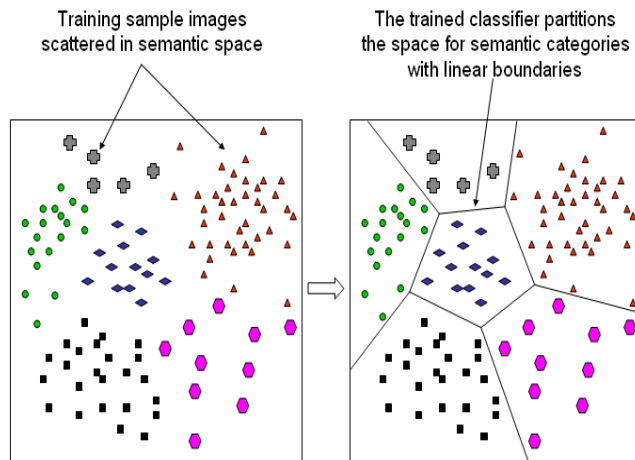 Training sample images
scattered in semantic space
The trained classifier partitions
the space for semantic categories
with linear boundaries